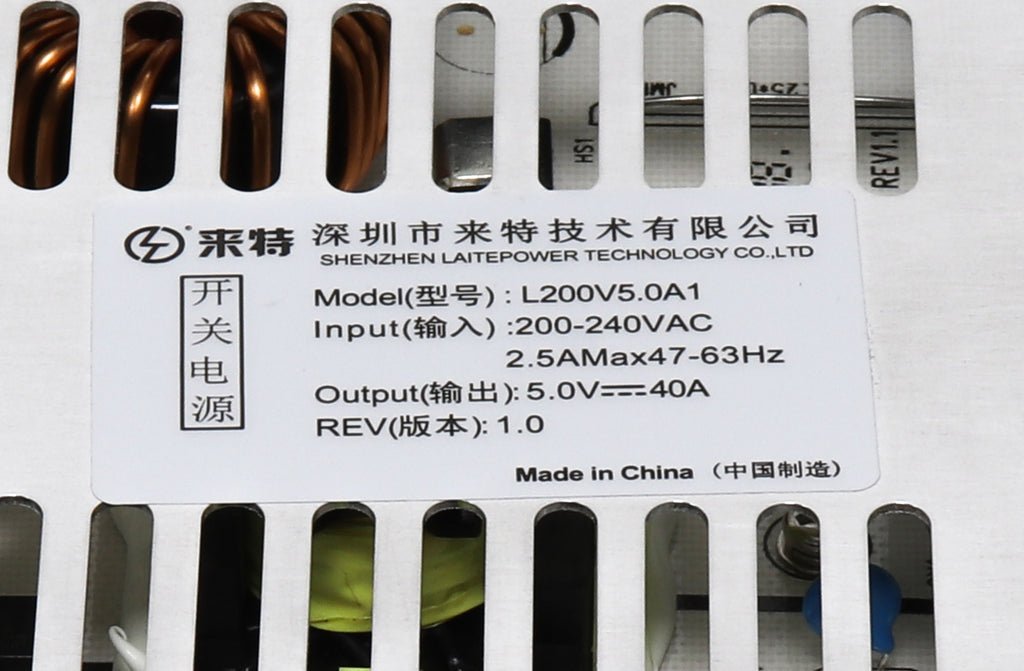 HS1
REV1.1
来特 深圳市来特技术有限公司
SHENZHEN LAITEPOWER TECHNOLOGY CO.,LTD
开关电源
Model(型号) : L200V5.0A1
Input(输入) :200-240VAC
2.5AMax47-63Hz
Output(输出): 5.0V⎓40A
REV(版本): 1.0
Made in China （中国制造）